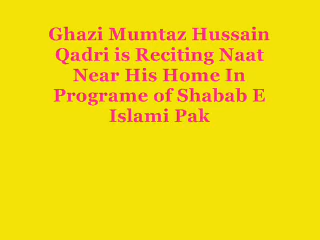 Ghazi Mumtaz Hussain
Qadri is Reciting Naat
Near His Home In
Programe of Shabab E
Islami Pak